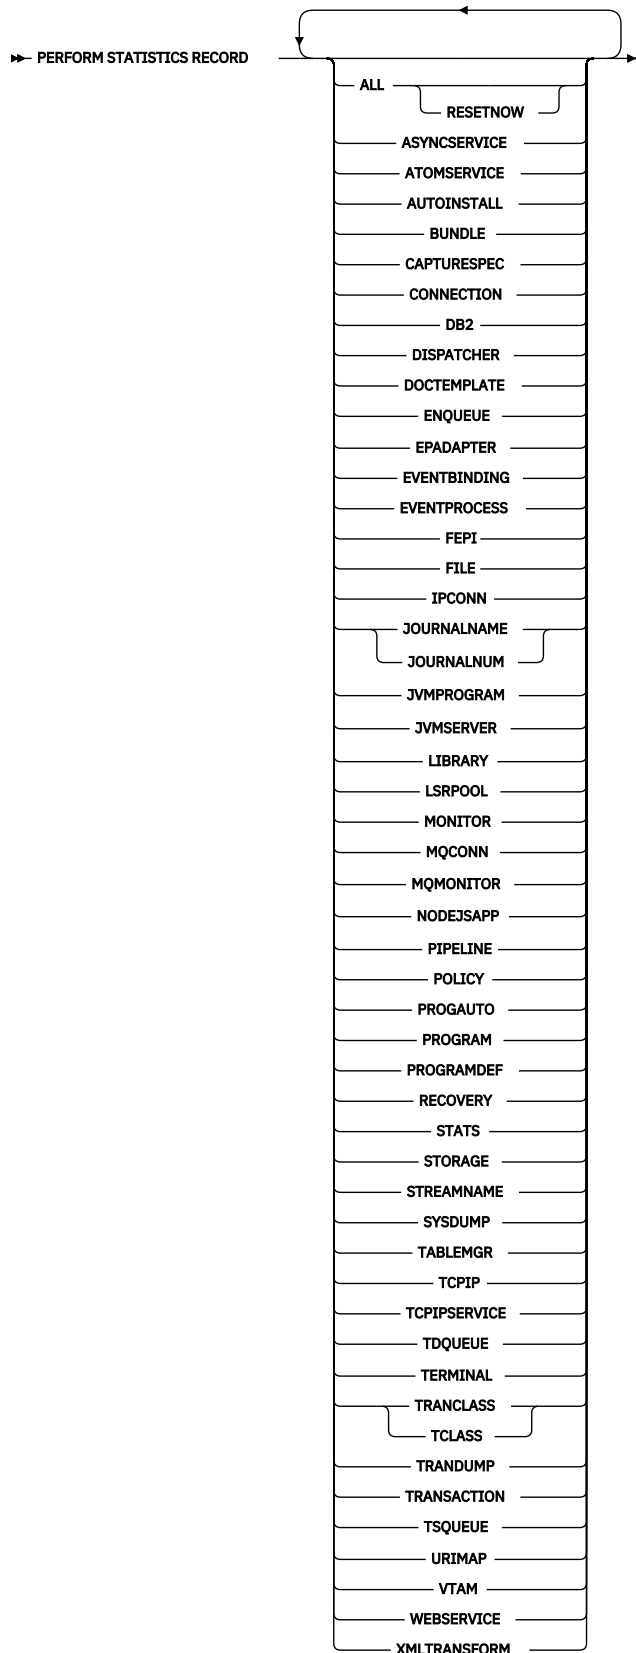 PERFORM STATISTICS RECORD
ALL
RESETNOW
ASYNCSERVICE
ATOMSERVICE
AUTOINSTALL
BUNDLE
CAPTURESPEC
CONNECTION
DB2
DISPATCHER
DOCTEMPLATE
ENQUEUE
EPADAPTER
EVENTBINDING
EVENTPROCESS
FEPI
FILE
IPCONN
JOURNALNAME
JOURNALNUM
JVMPROGRAM
JVMSERVER
LIBRARY
LSRPOOL
MONITOR
MQCONN
MQMONITOR
NODEJSAPP
PIPELINE
POLICY
PROGAUTO
PROGRAM
PROGRAMDEF
RECOVERY
STATS
STORAGE
STREAMNAME
SYSDUMP
TABLEMGR
TCPIP
TCPIPSERVICE
TDQUEUE
TERMINAL
TRANCLASS
TCLASS
TRANDUMP
TRANSACTION
TSQUEUE
URIMAP
VTAM
WEBSERVICE
XMLTRANSFORM